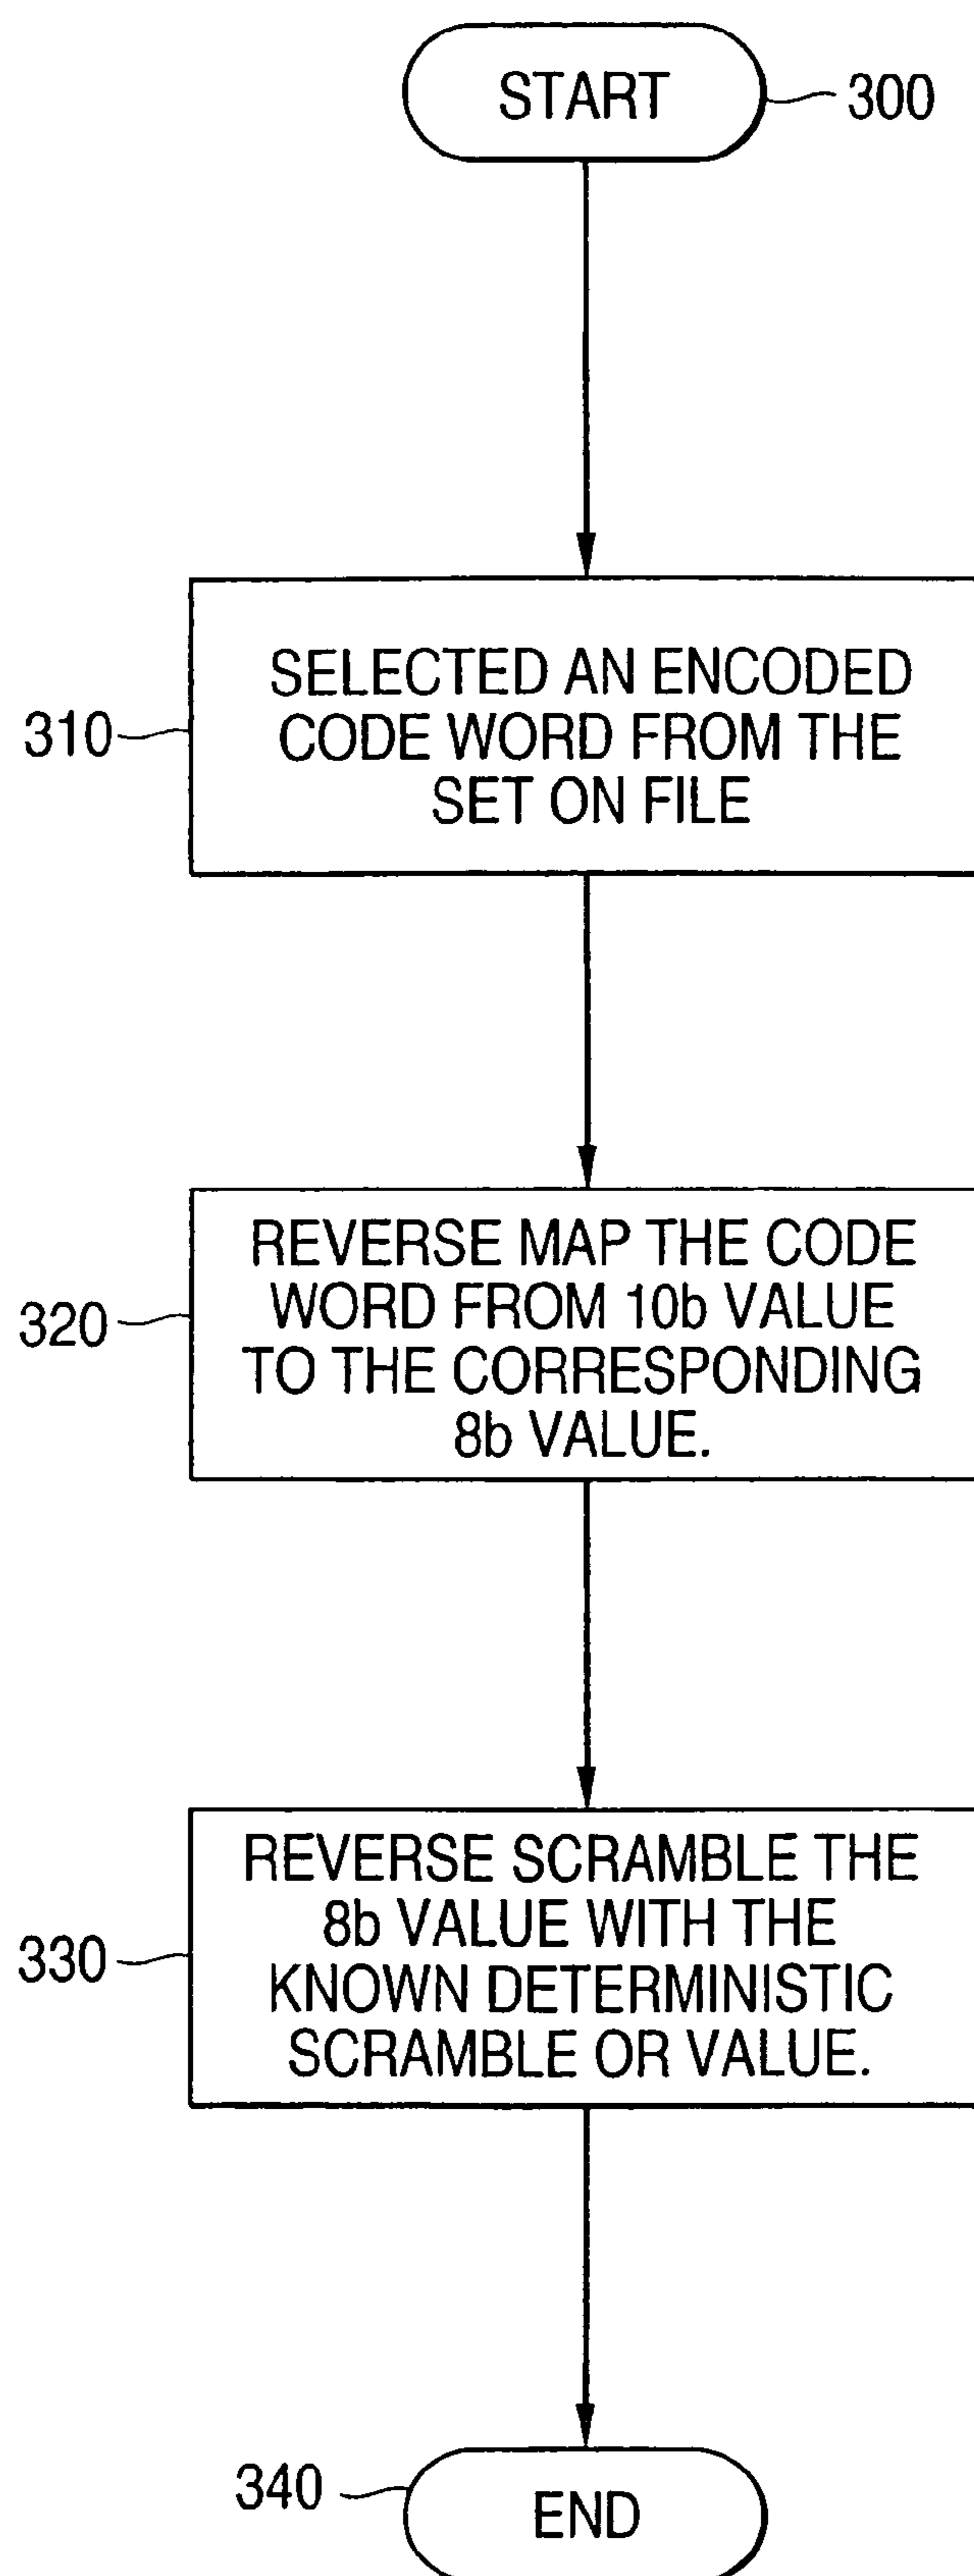 START
300
SELECTED AN ENCODED
CODE WORD FROM THE
SET ON FILE
310
REVERSE MAP THE CODE
WORD FROM 10b VALUE
TO THE CORRESPONDING
8b VALUE.
320
REVERSE SCRAMBLE THE
8b VALUE WITH THE
KNOWN DETERMINISTIC
SCRAMBLE OR VALUE.
330
340
END